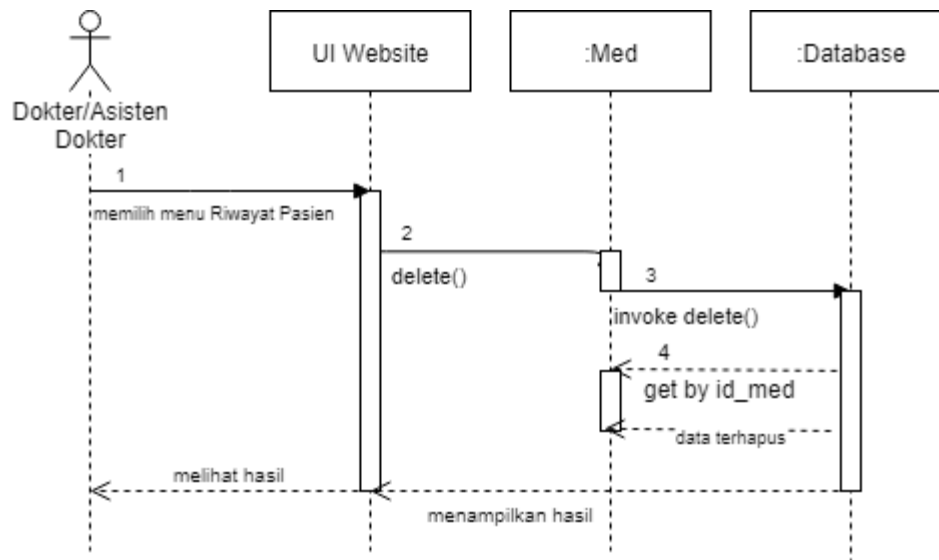 UI Website
:Med
:Database
Dokter/Asisten
Dokter
1
memilih menu Riwayat Pasien
2
delete()
3
invoke delete()
4
get by id_med
data terhapus
melihat hasil
menampilkan hasil